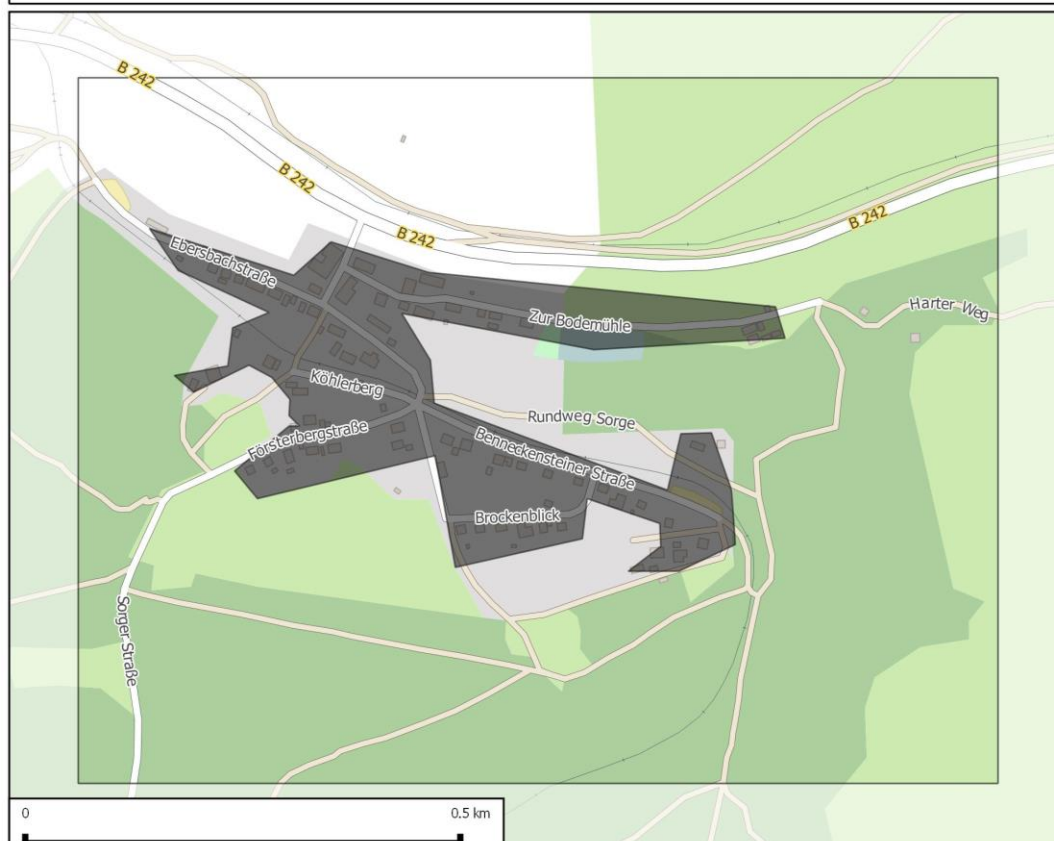 B 242
B 242
B 242
B 242
Ebersbachstraße
Zur Bodemühle
Harter Weg
Köhlerberg
Rundweg Sorge
Försterbergstraße
Benneckensteiner Straße
Brockenblick
Sorger Straße
0
0.5 km